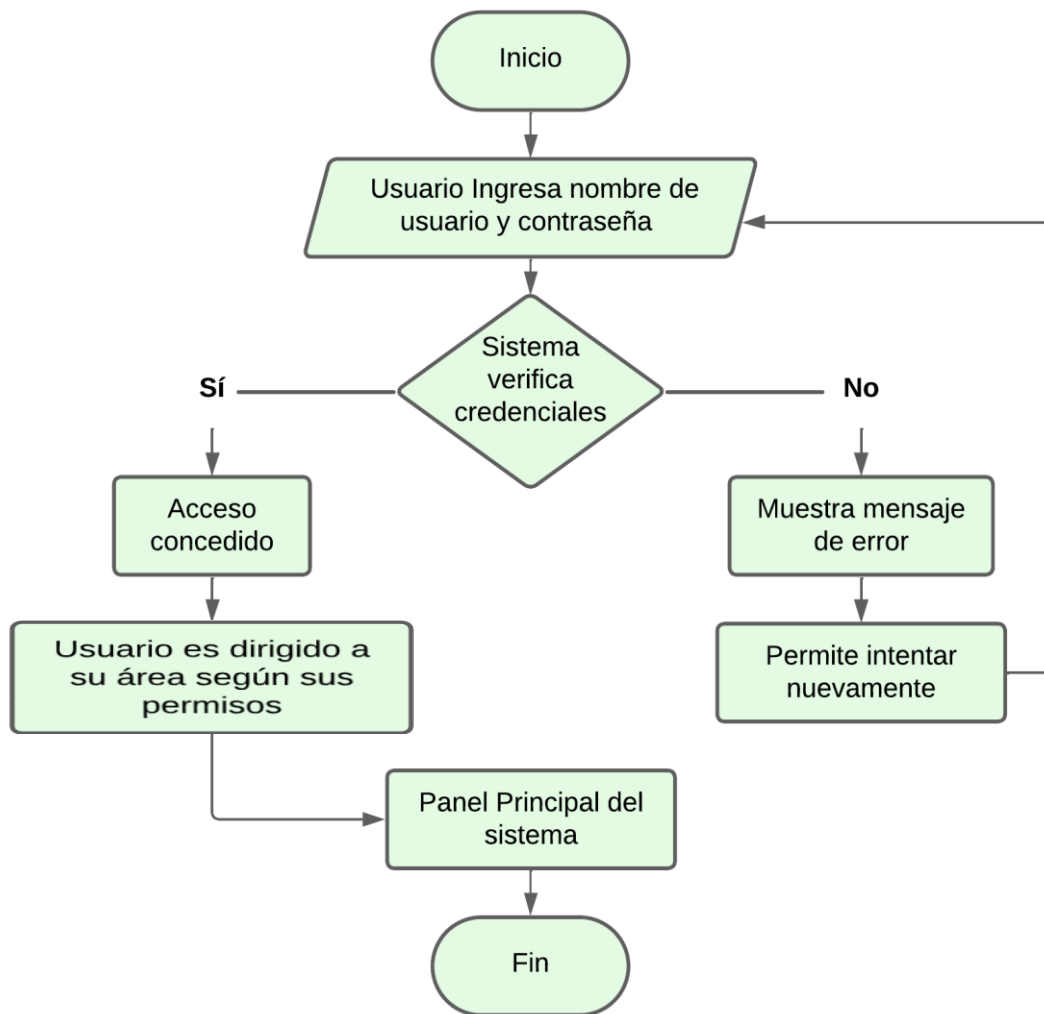 Inicio
Usuario Ingresa nombre de
usuario y contraseña
Sistema
verifica
credenciales
Sí
No
Acceso
concedido
Muestra mensaje
de error
Usuario es dirigido a
su área según sus
permisos
Permite intentar
nuevamente
Panel Principal del
sistema
Fin